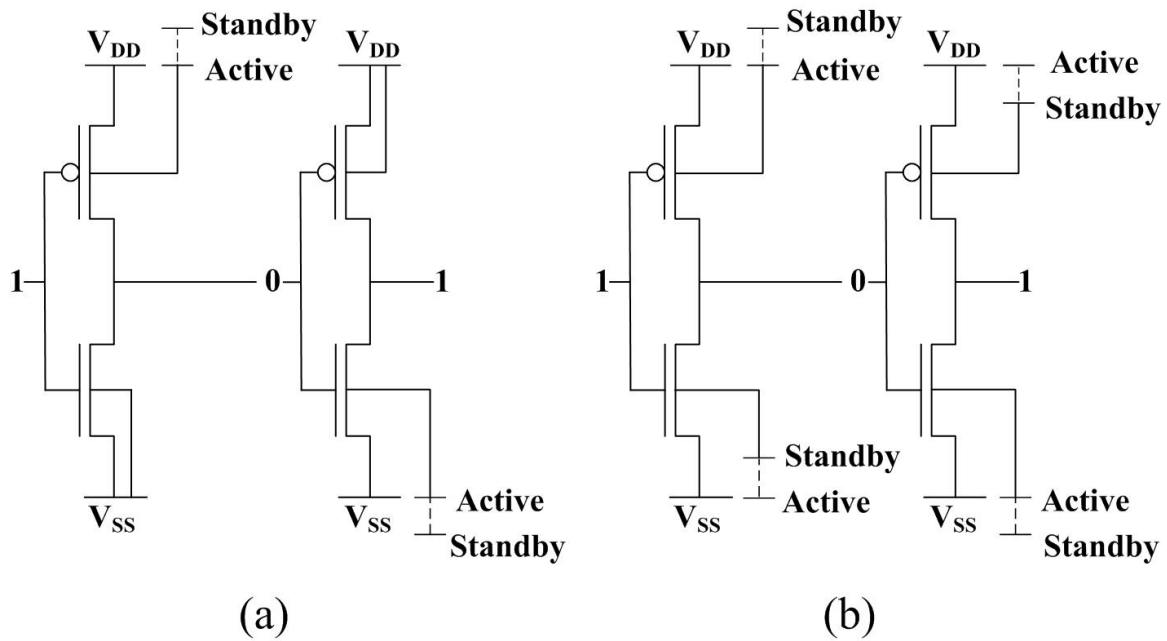 Standby
V_DD
Active
V_DD
1
0
1
V_SS
V_SS
Active
Standby
(a)
Standby
V_DD
Active
V_DD
Active
Standby
1
0
1
Standby
V_SS
Active
V_SS
Active
Standby
(b)